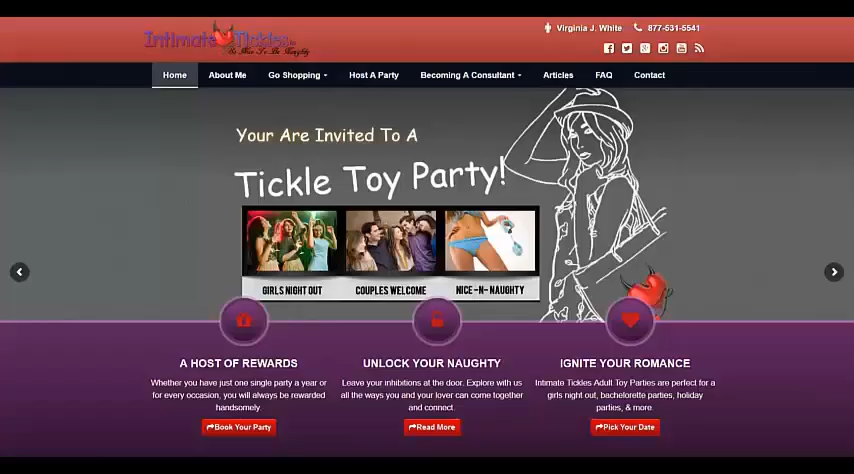 Intimate Tickles
Virginia J. White 877-531-5541
Home About Me Go Shopping Host A Party Becoming A Consultant Articles FAQ Contact
Your Are Invited To A
Tickle Toy Party!
GIRLS NIGHT OUT COUPLES WELCOME NICE -N- NAUGHTY
A HOST OF REWARDS
Whether you have just one single party a year or
for every occasion, you will always be rewarded
handsomely.
Book Your Party
UNLOCK YOUR NAUGHTY
Leave your inhibitions at the door. Explore with us
all the ways you and your lover can come together
and connect.
Read More
IGNITE YOUR ROMANCE
Intimate Tickles Adult Toy Parties are perfect for a
girls night out, bachelorette parties, holiday
parties, & more.
Pick Your Date